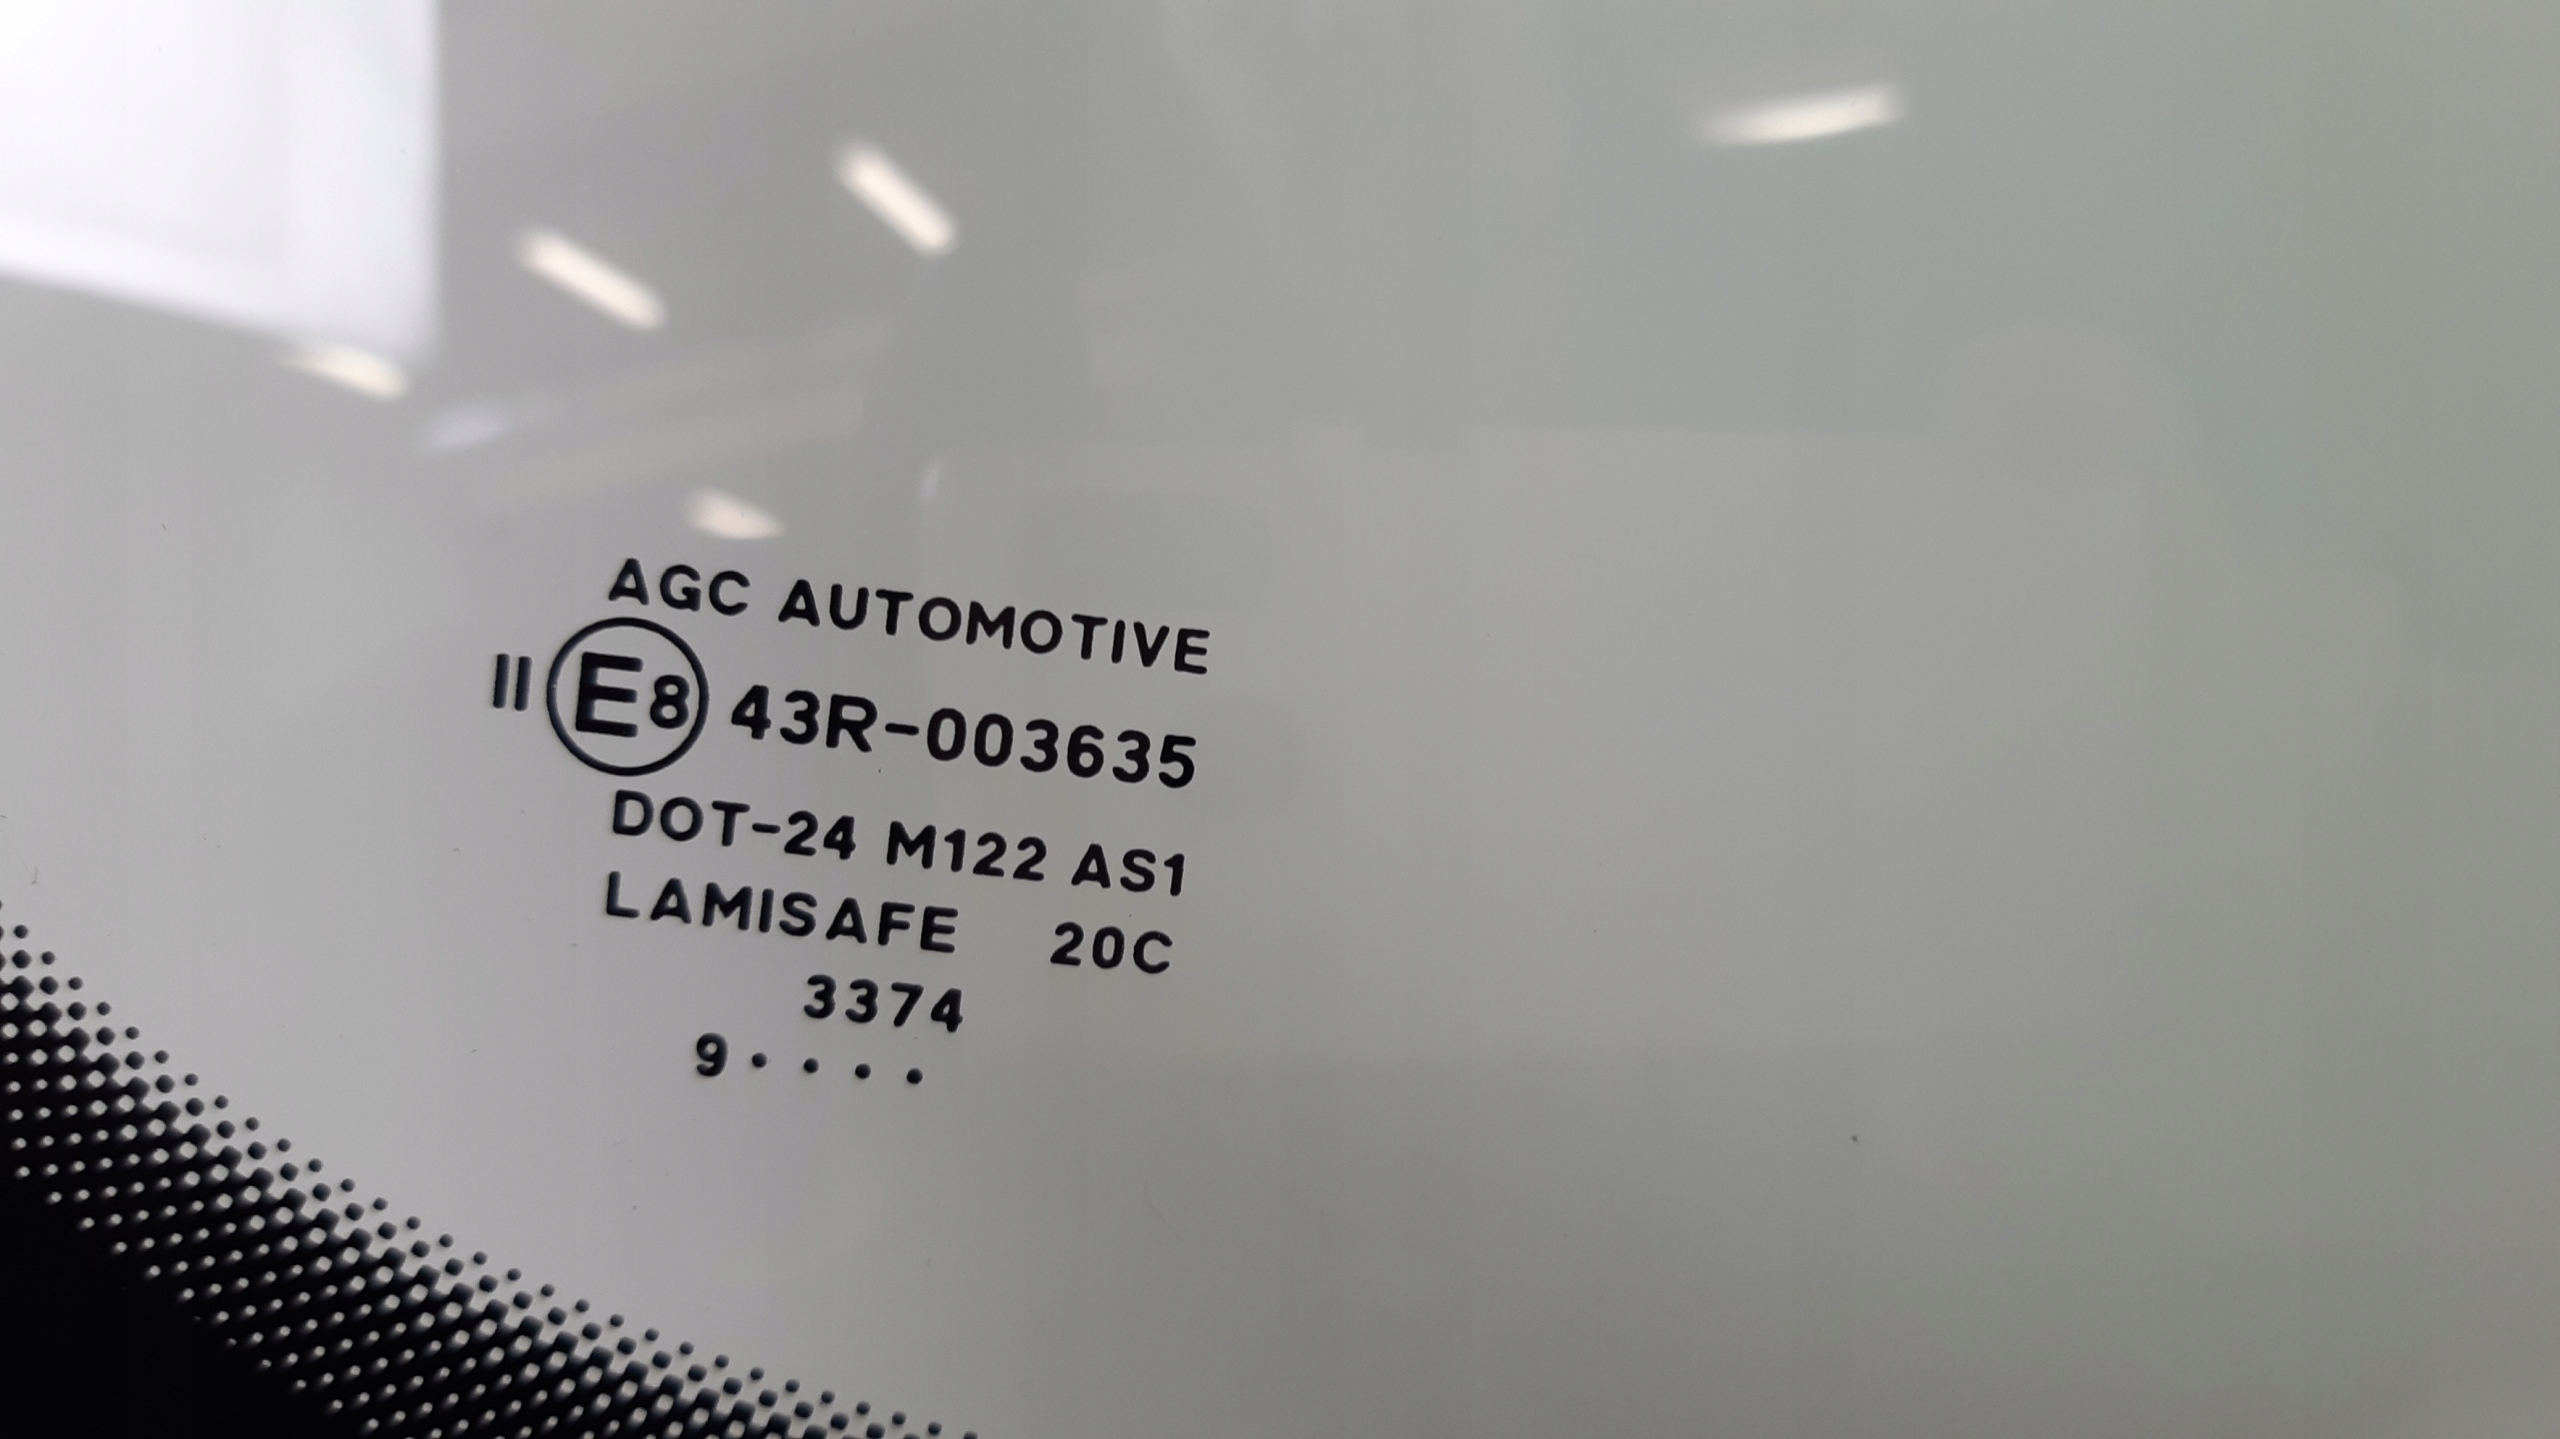 AGC AUTOMOTIVE
II E8 43R-003635
DOT-24 M122 AS1
LAMISAFE 20C
3374
9 • • • •